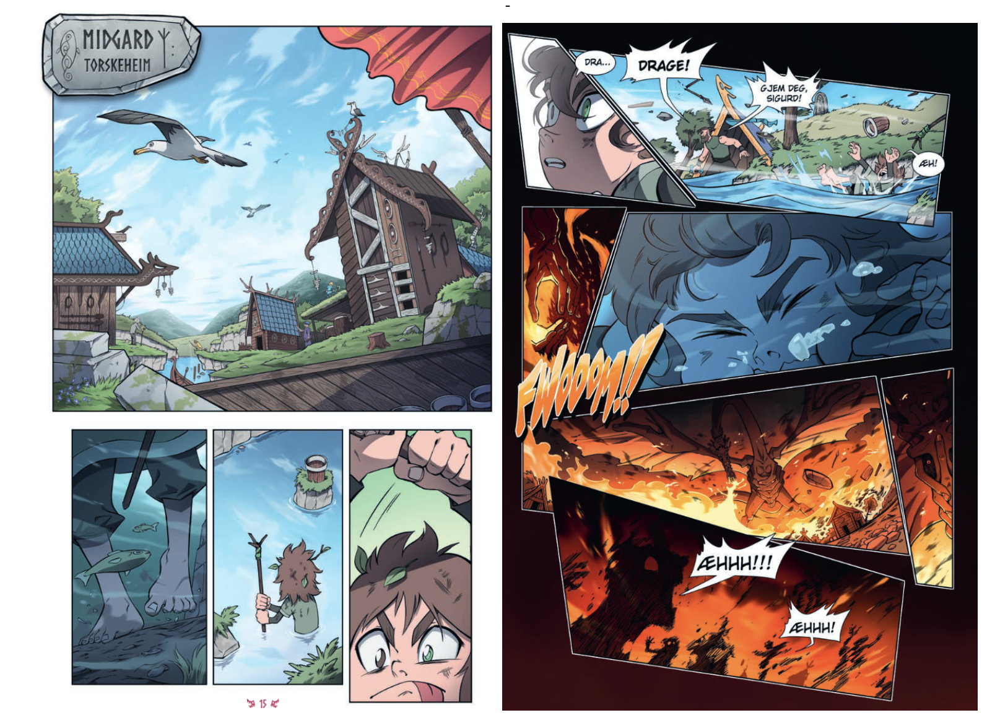 MIDGARD
TORSKEHEIM
15
DRA...
DRAGE!
GJEM DEG,
SIGURD!
ÆH!
FWOOOM!!
ÆHHH!!!
ÆHHH!